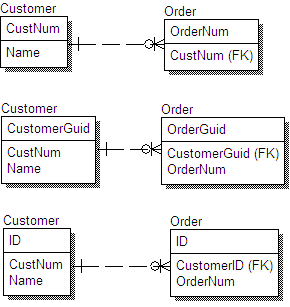 Customer
CustNum
Name
Order
OrderNum
CustNum (FK)
Customer
CustomerGuid
CustNum
Name
Order
OrderGuid
CustomerGuid (FK)
OrderNum
Customer
ID
CustNum
Name
Order
ID
CustomerID (FK)
OrderNum